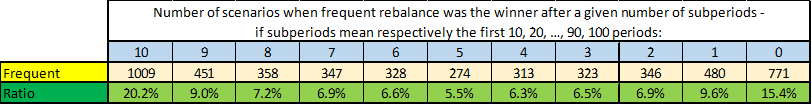 Number of scenarios when frequent rebalance was the winner after a given number of subperiods -
if subperiods mean respectively the first 10, 20, ..., 90, 100 periods:
10 9 8 7 6 5 4 3 2 1 0
Frequent 1009 451 358 347 328 274 313 323 346 480 771
Ratio 20.2% 9.0% 7.2% 6.9% 6.6% 5.5% 6.3% 6.5% 6.9% 9.6% 15.4%